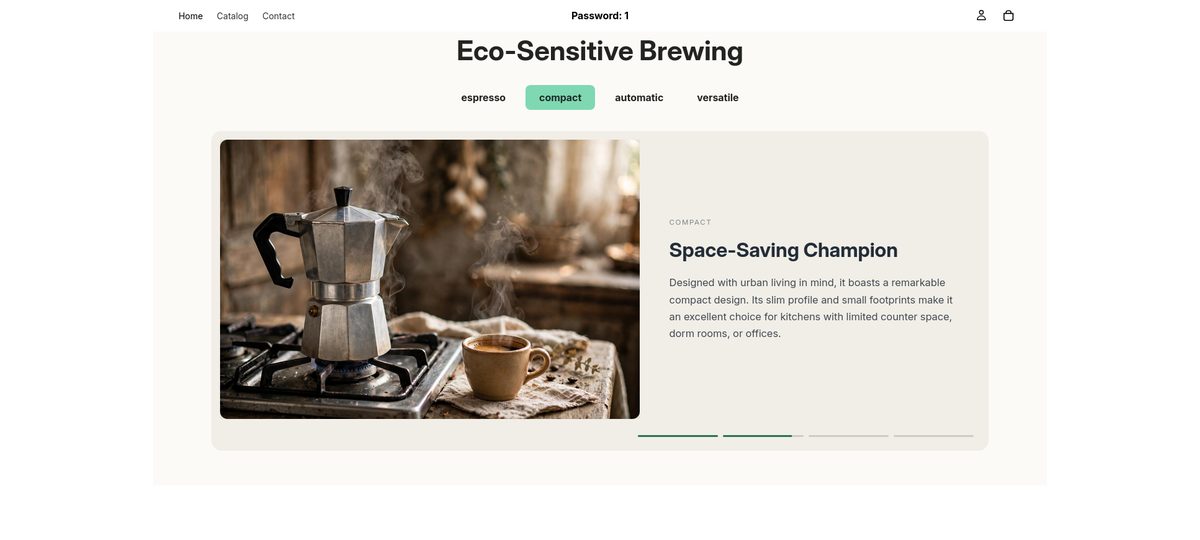 Home Catalog Contact
Password: 1
Eco-Sensitive Brewing
espresso compact automatic versatile
COMPACT
Space-Saving Champion
Designed with urban living in mind, it boasts a remarkable
compact design. Its slim profile and small footprints make it
an excellent choice for kitchens with limited counter space,
dorm rooms, or offices.